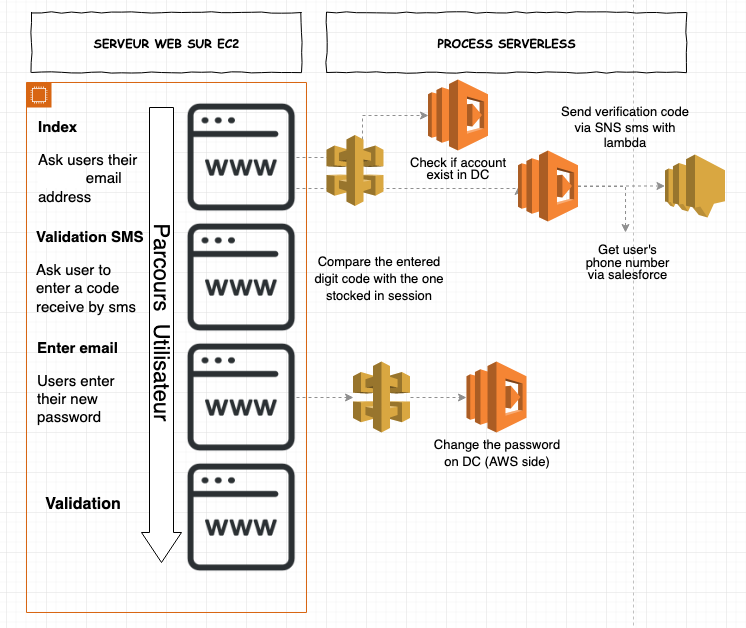 SERVEUR WEB SUR EC2
PROCESS SERVERLESS
Index
Ask users their
email
address
Validation SMS
Ask user to
enter a code
receive by sms
Enter email
Users enter
their new
password
Validation
Parcours Utilisateur
www
www
www
www
Check if account
exist in DC
Send verification code
via SNS sms with
lambda
Get user's
phone number
via salesforce
Compare the entered
digit code with the one
stocked in session
Change the password
on DC (AWS side)